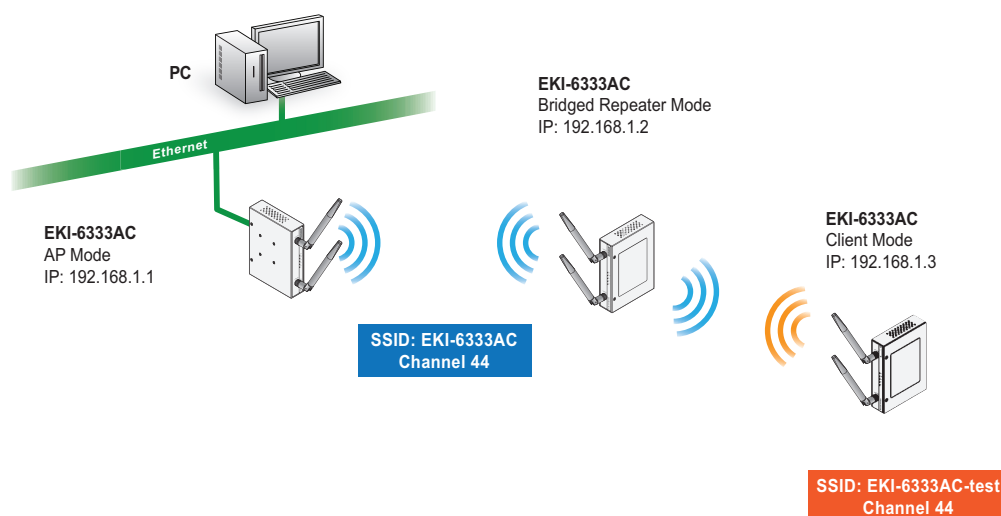 PC
Ethernet
EKI-6333AC
AP Mode
IP: 192.168.1.1
EKI-6333AC
Bridged Repeater Mode
IP: 192.168.1.2
EKI-6333AC
Client Mode
IP: 192.168.1.3
SSID: EKI-6333AC
Channel 44
SSID: EKI-6333AC-test
Channel 44